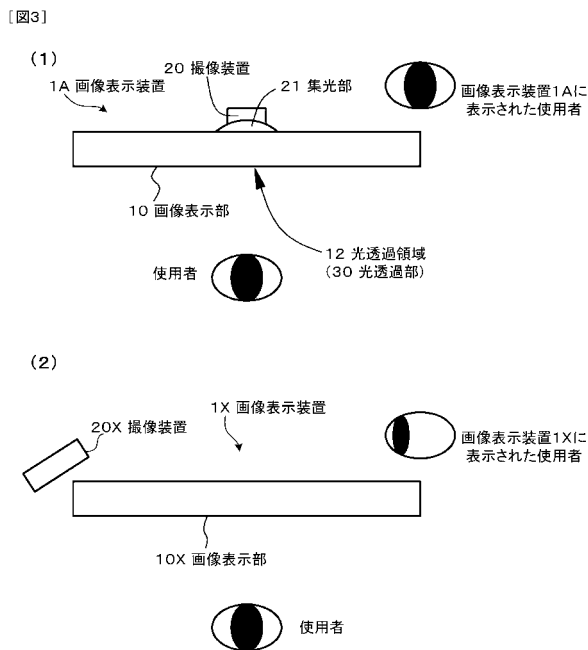 [図3]
(1)
20 撮像装置
1A 画像表示装置
21 集光部
画像表示装置1Aに
表示された使用者
10 画像表示部
12 光透過領域
(30 光透過部)
使用者
(2)
1X 画像表示装置
20X 撮像装置
画像表示装置1Xに
表示された使用者
10X 画像表示部
使用者